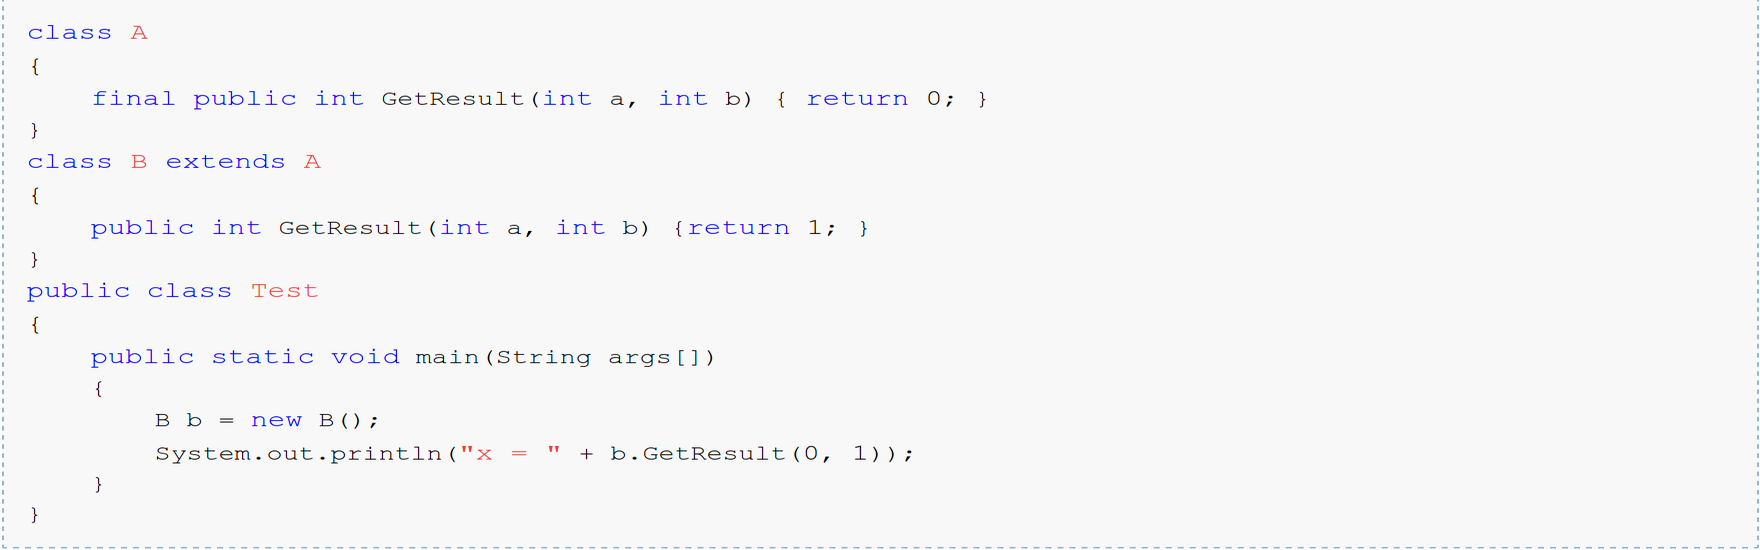 class A
{
    final public int GetResult(int a, int b) { return 0; }
}
class B extends A
{
    public int GetResult(int a, int b) {return 1; }
}
public class Test
{
    public static void main(String args[])
    {
        B b = new B();
        System.out.println("x = " + b.GetResult(0, 1));
    }
}